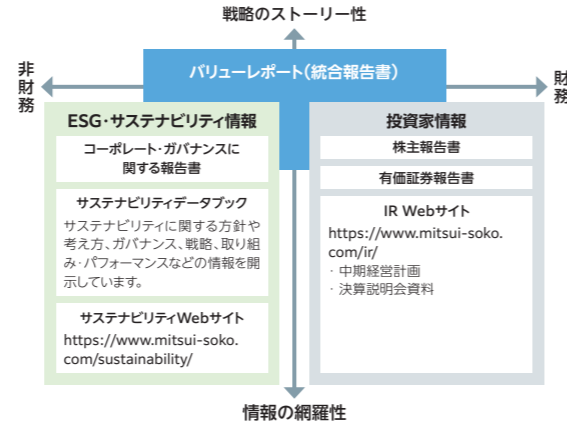 戦略のストーリー性
非財務
財務
バリューレポート(統合報告書)
ESG・サステナビリティ情報
コーポレート・ガバナンスに
関する報告書
サステナビリティデータブック
サステナビリティに関する方針や
考え方、ガバナンス、戦略、取り組
み・パフォーマンスなどの情報を開
示しています。
サステナビリティWebサイト
https://www.mitsui-soko.
com/sustainability/
投資家情報
株主報告書
有価証券報告書
IR Webサイト
https://www.mitsui-soko.
com/ir/
・中期経営計画
・決算説明会資料
情報の網羅性